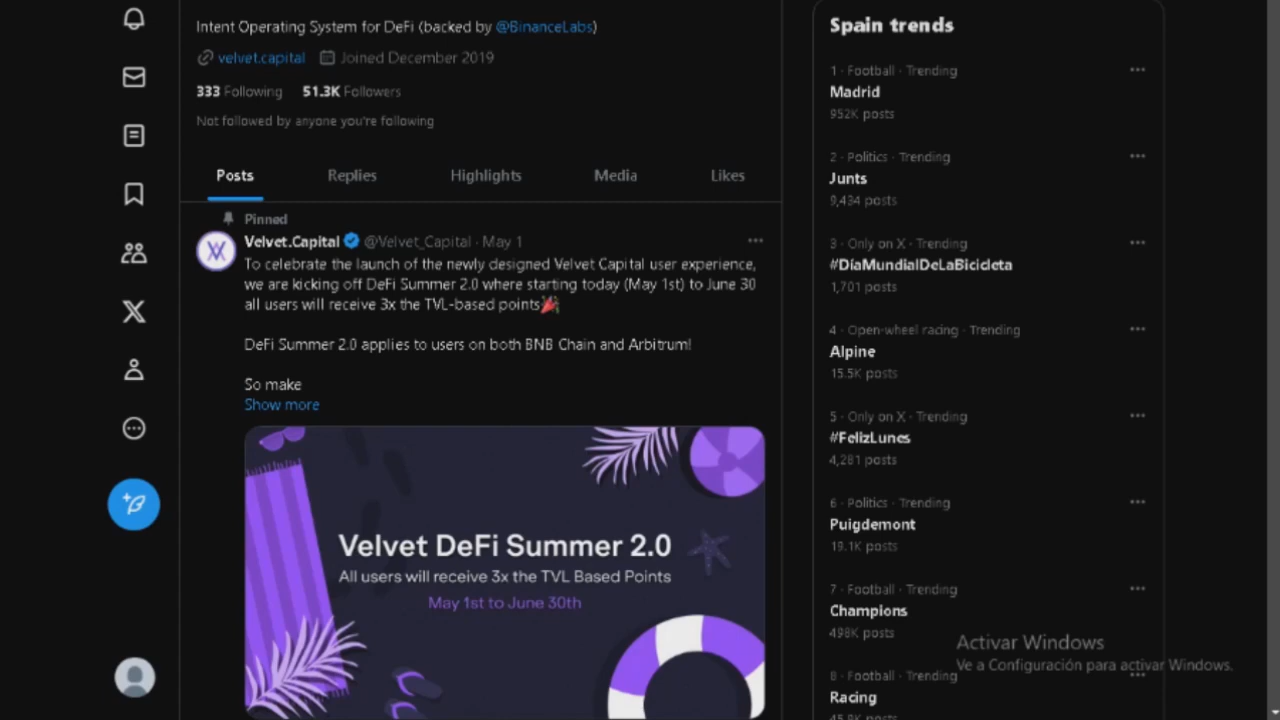 Intent Operating System for DeFi (backed by @BinanceLabs)
velvet.capital Joined December 2019
333 Following 51.3K Followers
Not followed by anyone you're following
Posts Replies Highlights Media Likes
Pinned
Velvet.Capital @Velvet_Capital · May 1
To celebrate the launch of the newly designed Velvet Capital user experience,
we are kicking off DeFi Summer 2.0 where starting today (May 1st) to June 30
all users will receive 3x the TVL-based points🎉
DeFi Summer 2.0 applies to users on both BNB Chain and Arbitrum!
So make
Show more
Velvet DeFi Summer 2.0
All users will receive 3x the TVL Based Points
May 1st to June 30th
Spain trends
1 · Football · Trending
Madrid
952K posts
2 · Politics · Trending
Junts
9,434 posts
3 · Only on X · Trending
#DíaMundialDeLaBicicleta
1,701 posts
4 · Open-wheel racing · Trending
Alpine
15.5K posts
5 · Only on X · Trending
#FelizLunes
4,281 posts
6 · Politics · Trending
Puigdemont
19.1K posts
7 · Football · Trending
Champions
498K posts
8 · Football · Trending
Racing
45.9K posts
Activar Windows
Ve a Configuración para activar Windows.